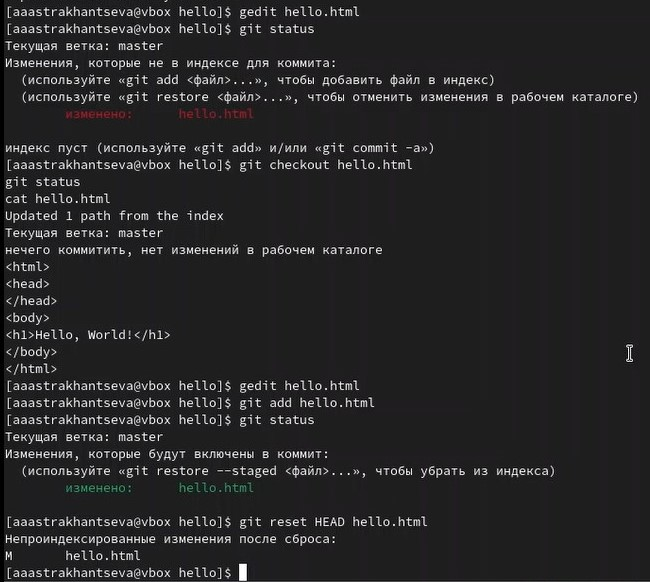 [aaastrakhantseva@vbox hello]$ gedit hello.html
[aaastrakhantseva@vbox hello]$ git status
Текущая ветка: master
Изменения, которые не в индексе для коммита:
  (используйте «git add <файл>...», чтобы добавить файл в индекс)
  (используйте «git restore <файл>...», чтобы отменить изменения в рабочем каталоге)
        изменено:      hello.html

индекс пуст (используйте «git add» и/или «git commit -a»)
[aaastrakhantseva@vbox hello]$ git checkout hello.html
git status
cat hello.html
Updated 1 path from the index
Текущая ветка: master
нечего коммитить, нет изменений в рабочем каталоге
<html>
<head>
</head>
<body>
<h1>Hello, World!</h1>
</body>
</html>
[aaastrakhantseva@vbox hello]$ gedit hello.html
[aaastrakhantseva@vbox hello]$ git add hello.html
[aaastrakhantseva@vbox hello]$ git status
Текущая ветка: master
Изменения, которые будут включены в коммит:
  (используйте «git restore --staged <файл>...», чтобы убрать из индекса)
        изменено:      hello.html

[aaastrakhantseva@vbox hello]$ git reset HEAD hello.html
Непроиндексированные изменения после сброса:
M       hello.html
[aaastrakhantseva@vbox hello]$